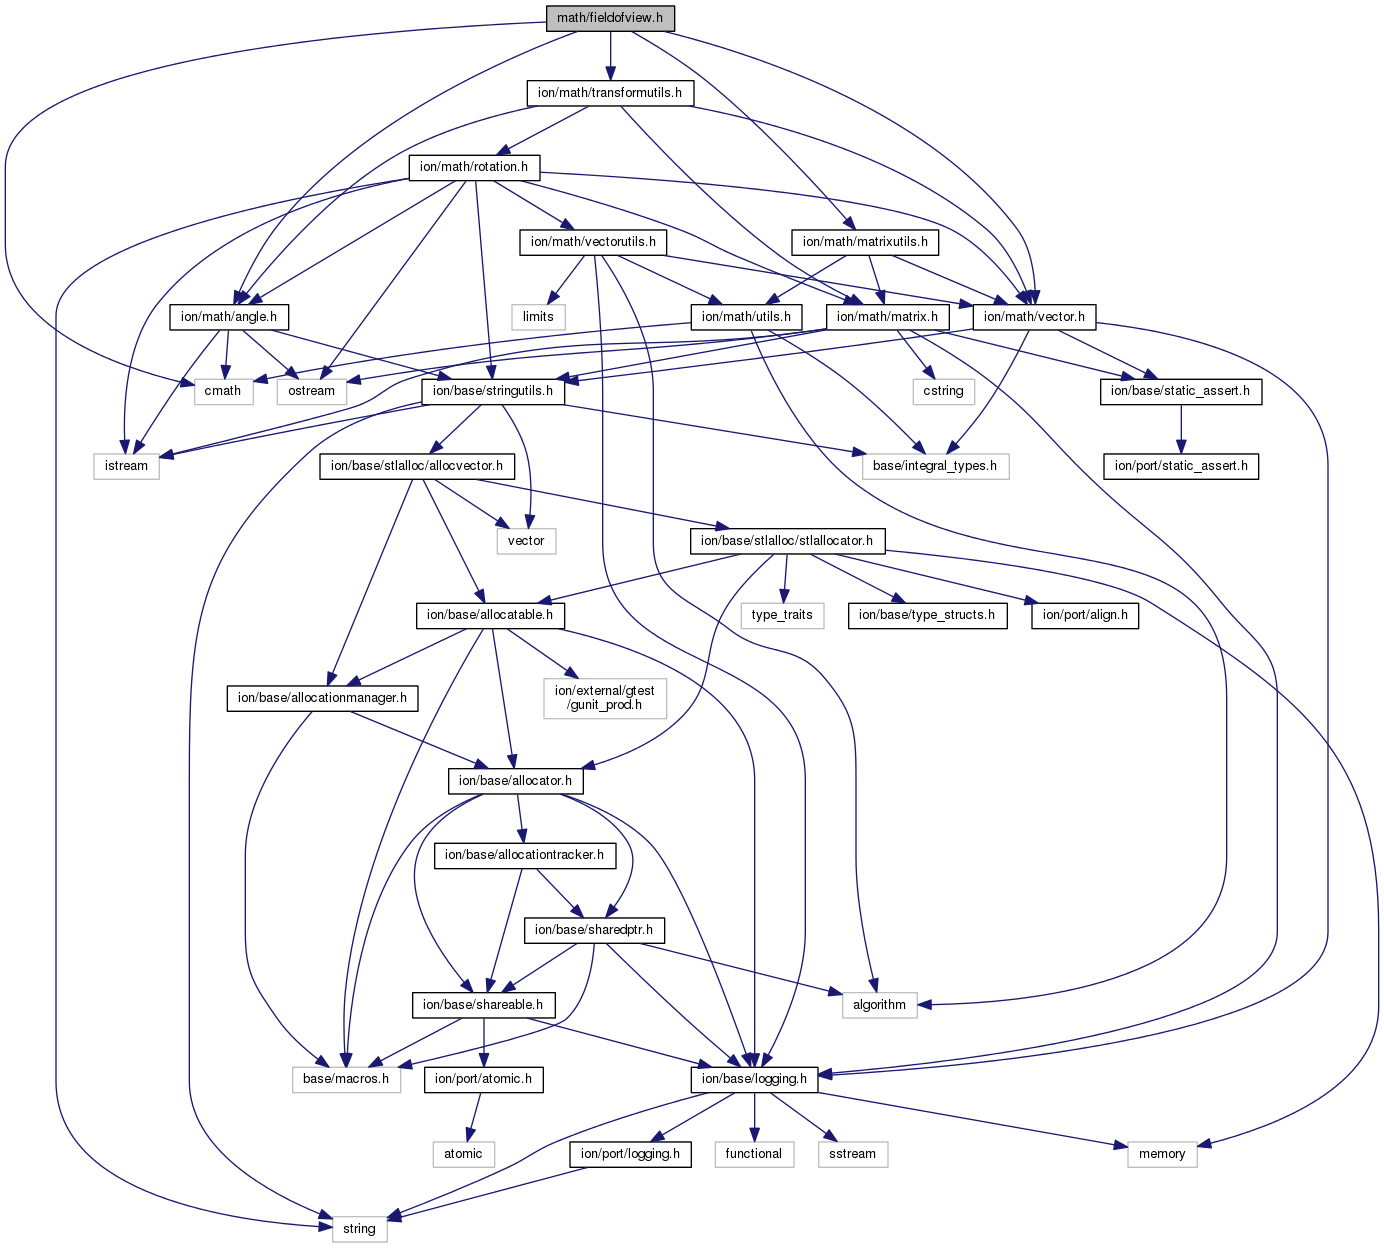 math/fieldofview.h
ion/math/transformutils.h
ion/math/rotation.h
ion/math/vectorutils.h
ion/math/matrixutils.h
ion/math/angle.h
limits
ion/math/utils.h
ion/math/matrix.h
ion/math/vector.h
cmath
ostream
ion/base/stringutils.h
cstring
ion/base/static_assert.h
istream
ion/base/stlalloc/allocvector.h
base/integral_types.h
ion/port/static_assert.h
vector
ion/base/stlalloc/stlallocator.h
ion/base/allocatable.h
type_traits
ion/base/type_structs.h
ion/port/align.h
ion/base/allocationmanager.h
ion/external/gtest
/gunit_prod.h
ion/base/allocator.h
ion/base/allocationtracker.h
ion/base/sharedptr.h
ion/base/shareable.h
algorithm
base/macros.h
ion/port/atomic.h
ion/base/logging.h
atomic
ion/port/logging.h
functional
sstream
memory
string